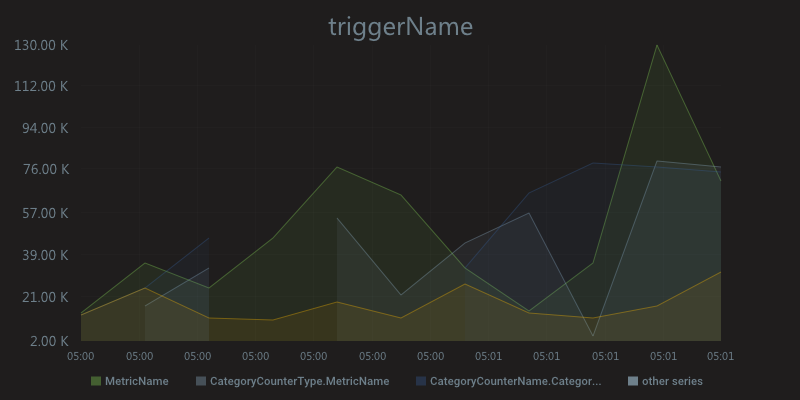 triggerName
130.00 K
112.00 K
94.00 K
76.00 K
57.00 K
39.00 K
21.00 K
2.00 K
05:00 05:00 05:00 05:00 05:00 05:00 05:00 05:01 05:01 05:01 05:01 05:01
MetricName CategoryCounterType.MetricName CategoryCounterName.Categor... other series